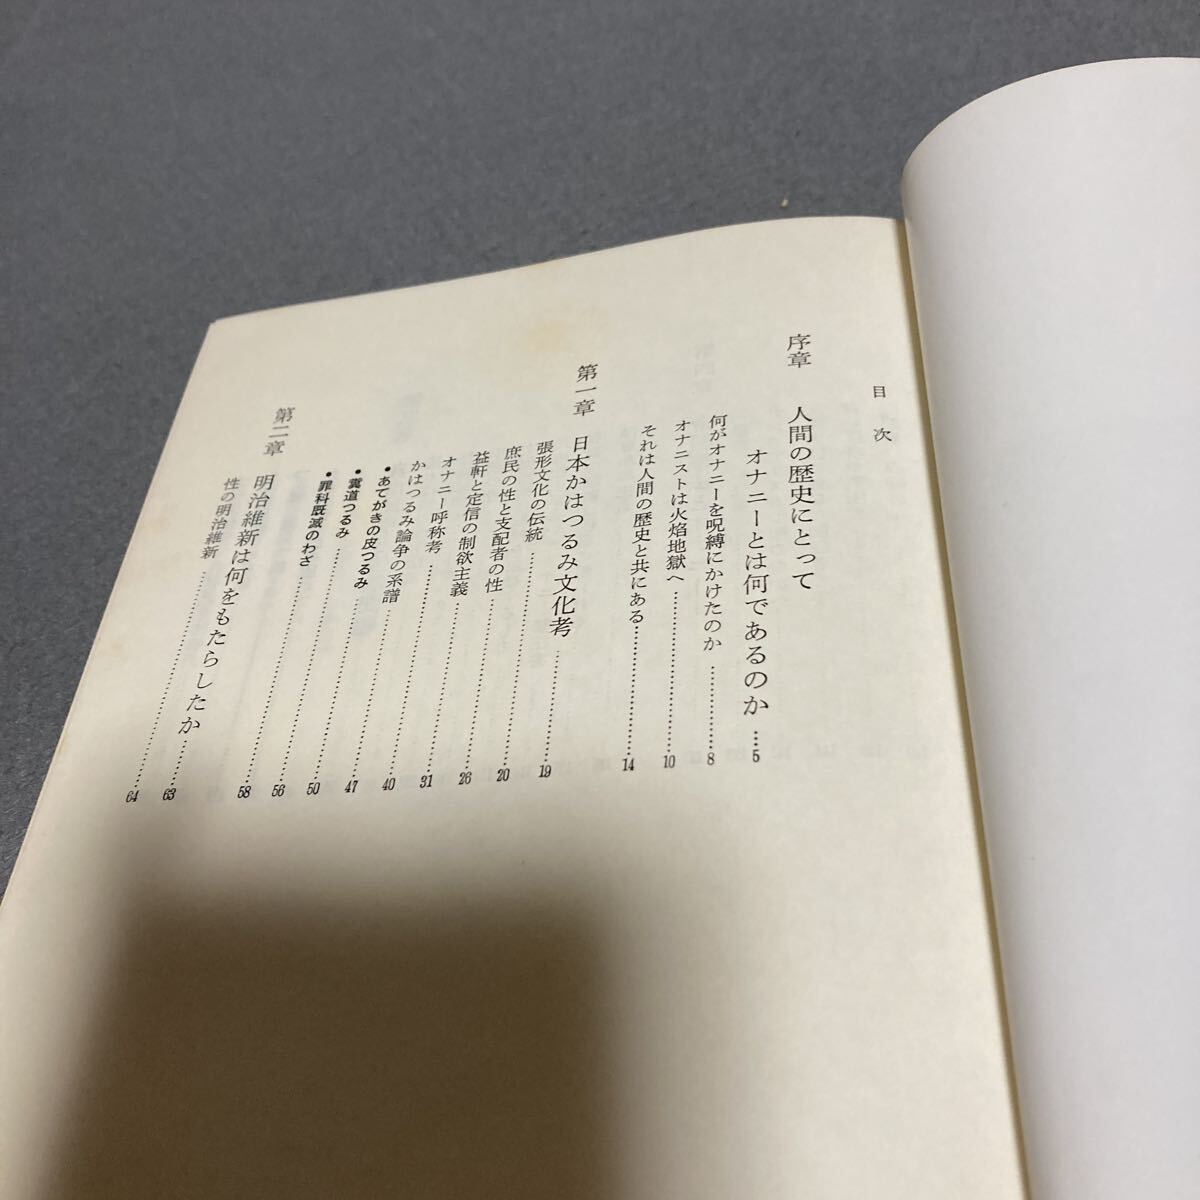 目次
序章　人間の歴史にとって
オナニーとは何であるのか…5
何がオナニーを呪縛にかけたのか…………8
オナニストは火焔地獄へ…………10
それは人間の歴史と共にある…………14
第一章　日本かはつるみ文化考…………19
張形文化の伝統…………20
庶民の性と支配者の性…………26
益軒と定信の制欲主義…………31
オナニー呼称考…………40
かはつるみ論争の系譜…………47
●あてがきの皮つるみ…………50
●糞道つるみ…………56
●罪科既滅のわざ…………58
第二章　明治維新は何をもたらしたか…………63
性の明治維新…………64